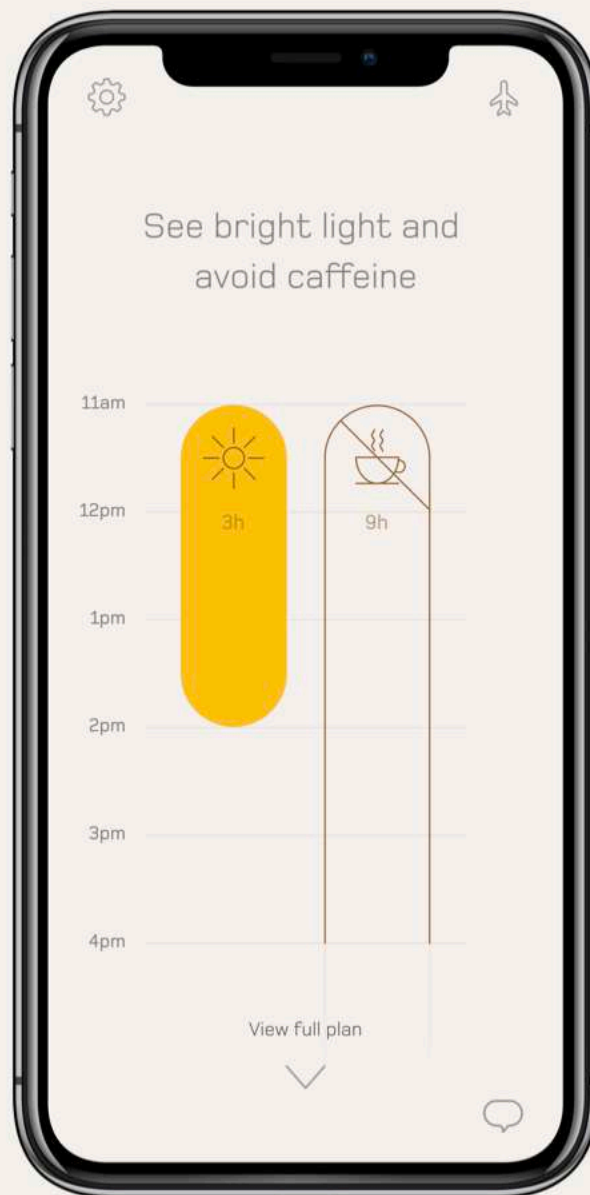 See bright light and
avoid caffeine
11am
12pm
3h
9h
1pm
2pm
3pm
4pm
View full plan